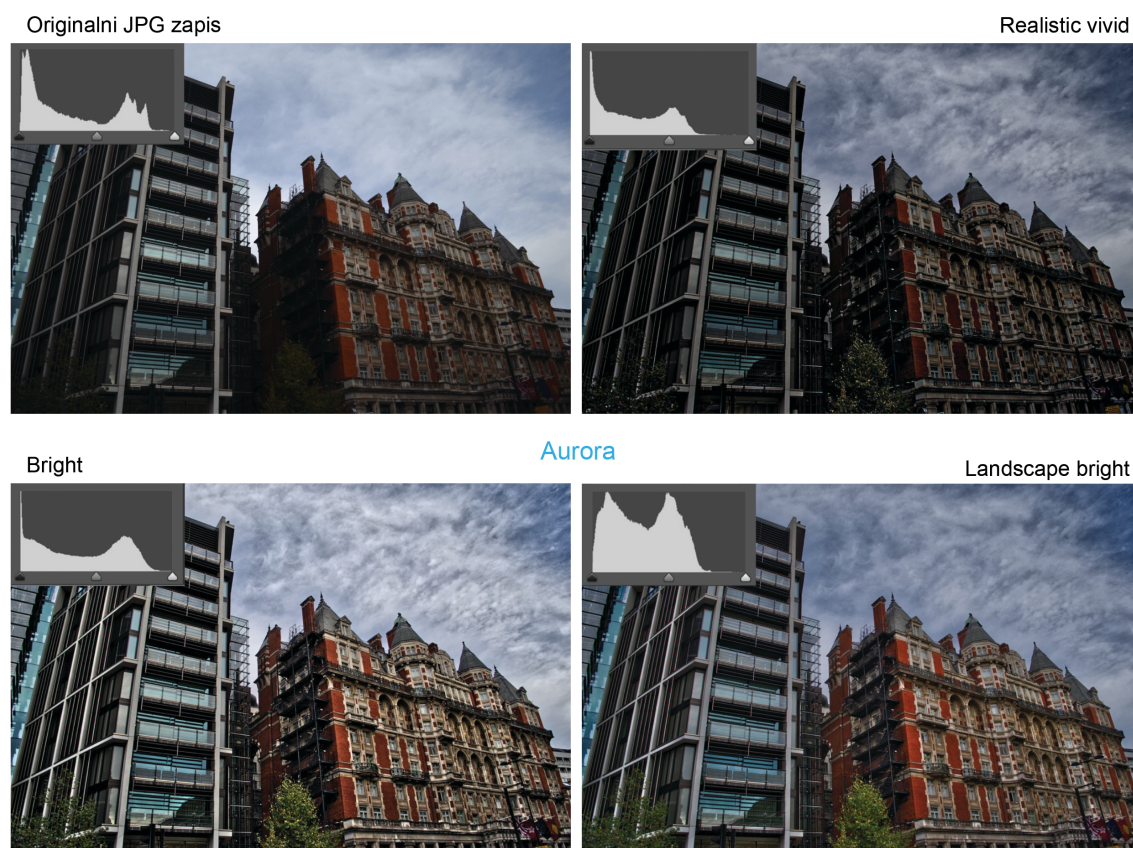 Originalni JPG zapis
Realistic vivid
Aurora
Bright
Landscape bright